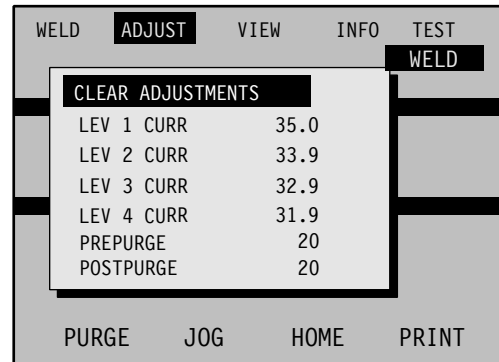 WELD ADJUST VIEW INFO TEST
WELD
CLEAR ADJUSTMENTS
LEV 1 CURR 35.0
LEV 2 CURR 33.9
LEV 3 CURR 32.9
LEV 4 CURR 31.9
PREPURGE 20
POSTPURGE 20
PURGE JOG HOME PRINT